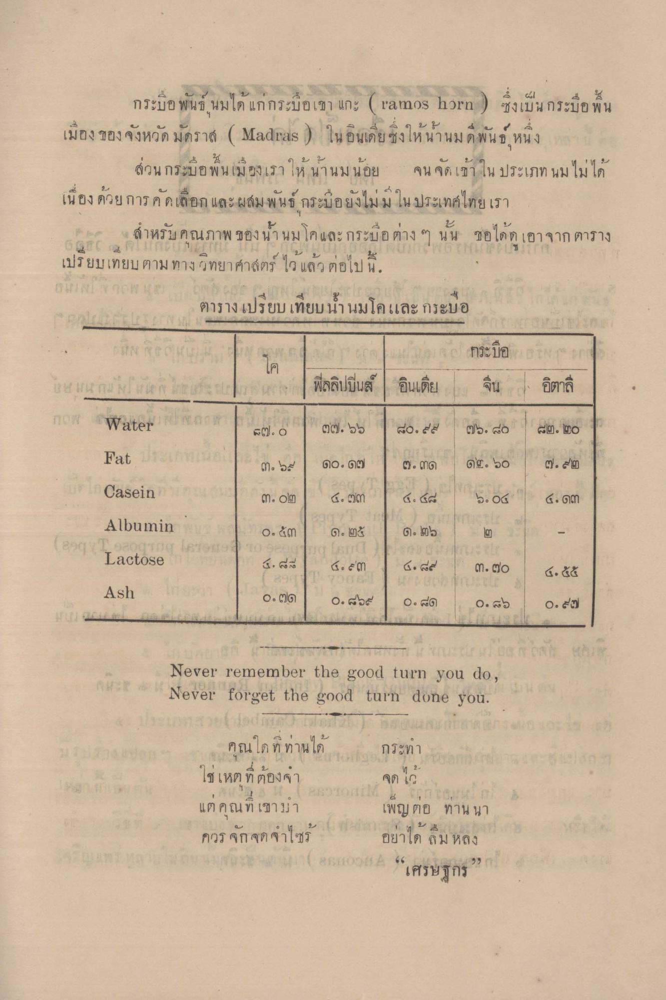 กระบือพันธุ์นมได้แก่กระบือเขาแกะ ( ramos horn ) ซึ่งเป็นกระบือพื้น
เมืองของจังหวัดมัดราส ( Madras ) ในอินเดียซึ่งให้น้ำนมดีพันธุ์หนึ่ง
ส่วนกระบือพื้นเมืองเราให้น้ำนมน้อย จนจัดเข้าในประเภทนมไม่ได้
เนื่องด้วยการคัดเลือกและผสมพันธุ์กระบือยังไม่มีในประเทศไทยเรา
สำหรับคุณภาพของน้ำนมโคและกระบือต่างๆ นั้น ขอได้ดูเอาจากตาราง
เปรียบเทียบตามทางวิทยาศาสตร์ไว้แล้วต่อไปนี้.
ตารางเปรียบเทียบน้ำนมโคและกระบือ
โค กระบือ
ฟิลลิปปินส์ อินเดีย จีน อิตาลี
Water ๘๗.๐ ๗๗.๖๖ ๘๐.๙๙ ๗๖.๘๐ ๘๒.๒๐
Fat ๓.๖๙ ๑๐.๑๗ ๗.๓๑ ๑๒.๖๐ ๗.๙๒
Casein ๓.๐๒ ๔.๗๓ ๔.๔๘ ๖.๐๔ ๔.๑๓
Albumin ๐.๕๓ ๑.๒๕ ๑.๒๖ ๒ –
Lactose ๔.๘๘ ๔.๙๓ ๔.๘๙ ๓.๗๐ ๔.๕๕
Ash ๐.๗๑ ๐.๘๖๙ ๐.๘๑ ๐.๘๖ ๐.๙๗
Never remember the good turn you do,
Never forget the good turn done you.
คุณใดที่ท่านได้ กระทำ
ใช่เหตุที่ต้องจำ จดไว้
แต่คุณที่เขาบำ เพ็ญต่อ ท่านนา
ควรจักจดจำไซร้ อย่าได้ลืมหลง
“เศรษฐกร”